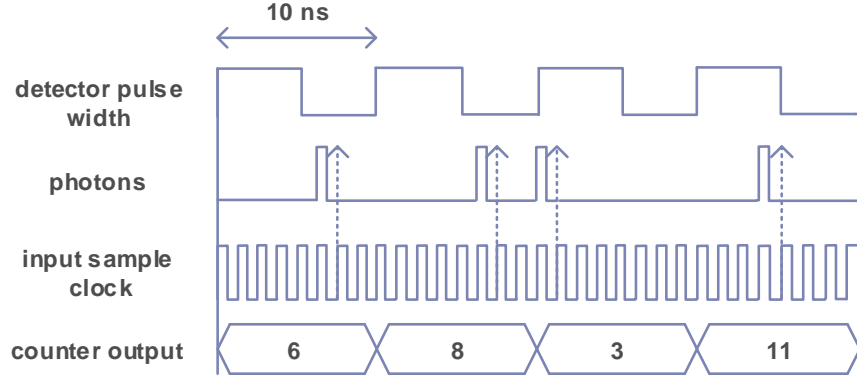 10 ns
detector pulse
width
photons
input sample
clock
counter output
6
8
3
11